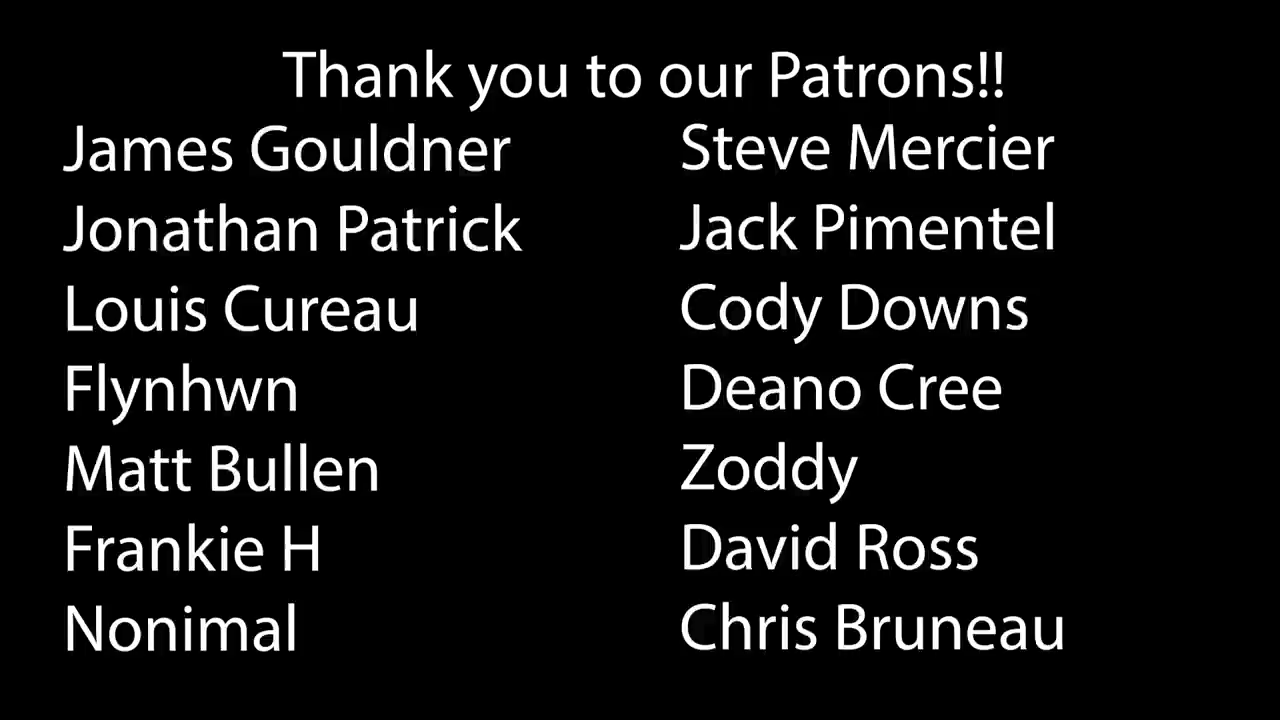 Thank you to our Patrons!!
James Gouldner
Jonathan Patrick
Louis Cureau
Flynhwn
Matt Bullen
Frankie H
Nonimal
Steve Mercier
Jack Pimentel
Cody Downs
Deano Cree
Zoddy
David Ross
Chris Bruneau